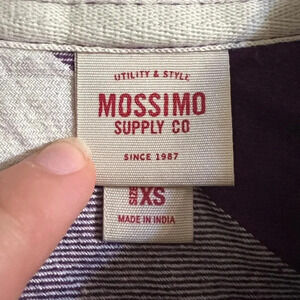 UTILITY & STYLE
MOSSIMO
SUPPLY CO
SINCE 1987
SIZE XS
MADE IN INDIA